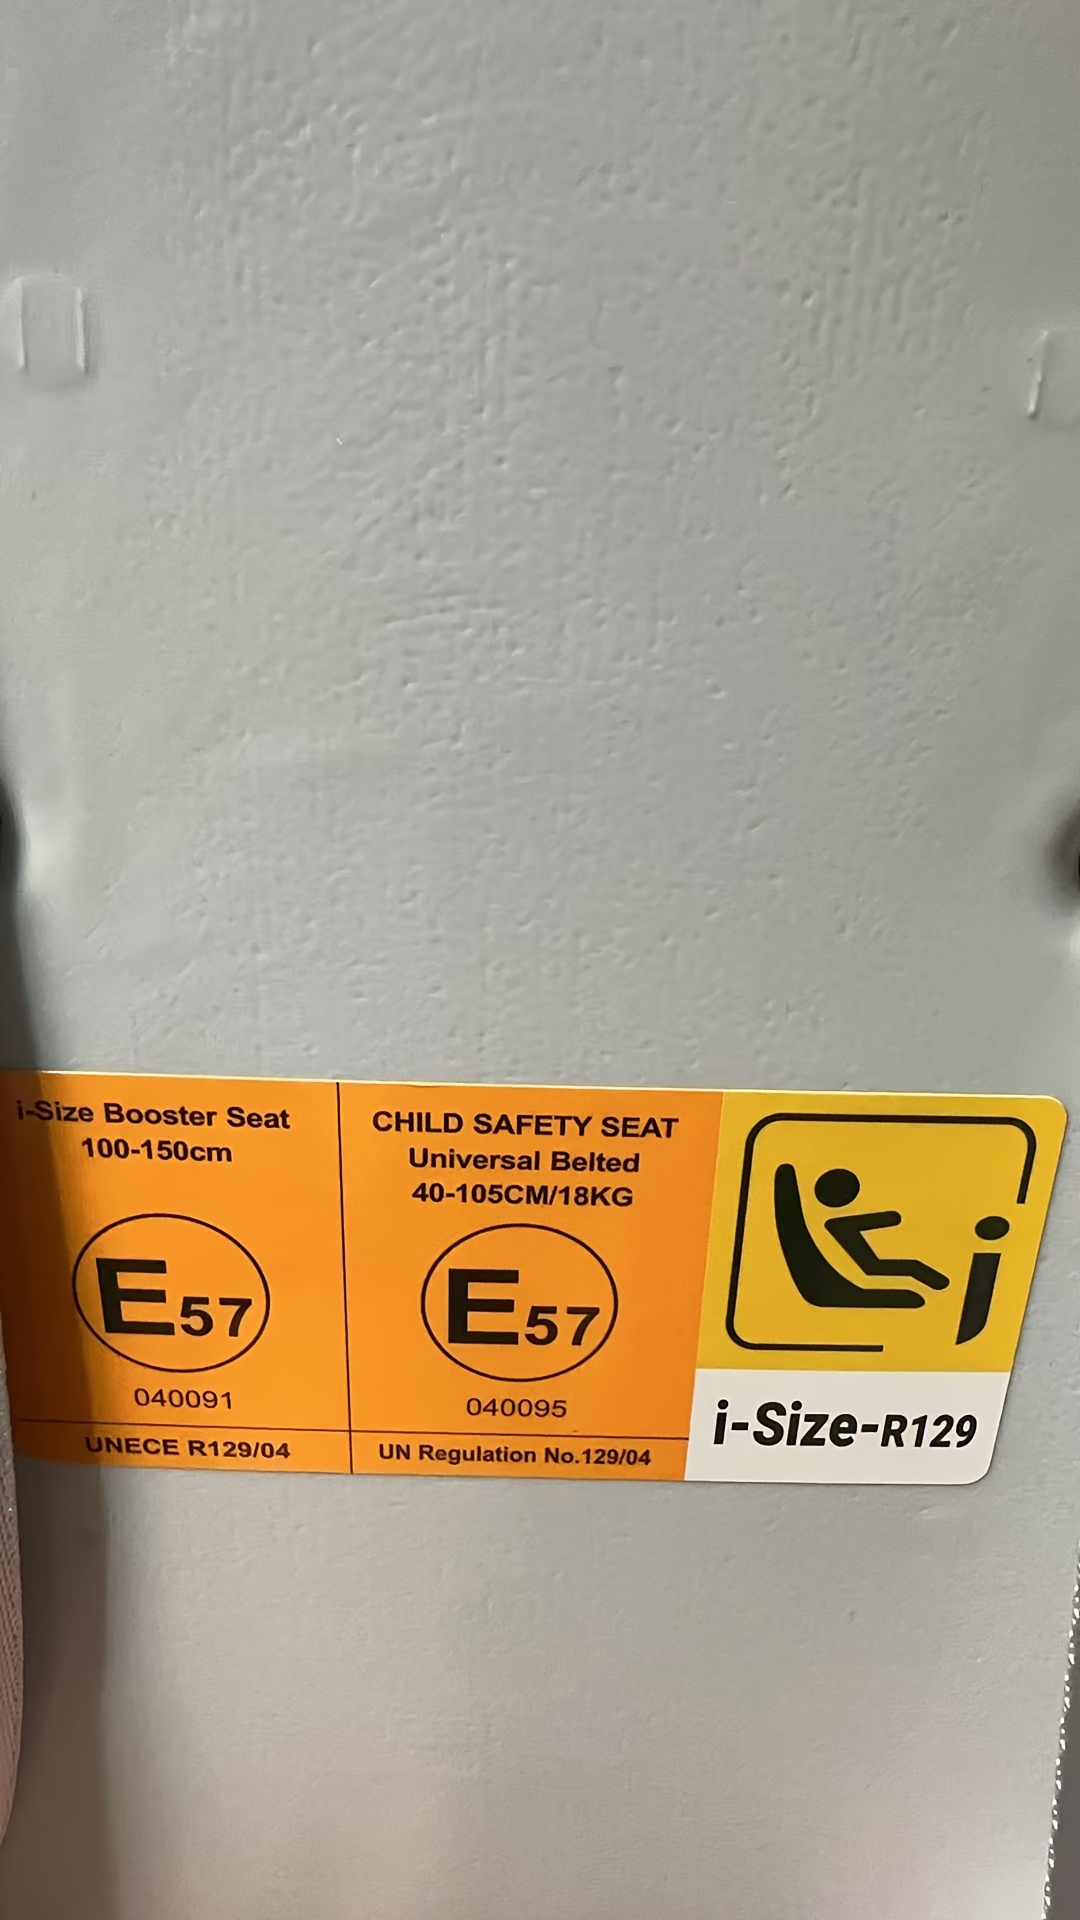 i-Size Booster Seat
100-150cm
E57
040091
UNECE R129/04
CHILD SAFETY SEAT
Universal Belted
40-105CM/18KG
E57
040095
UN Regulation No.129/04
i
i-Size-R129